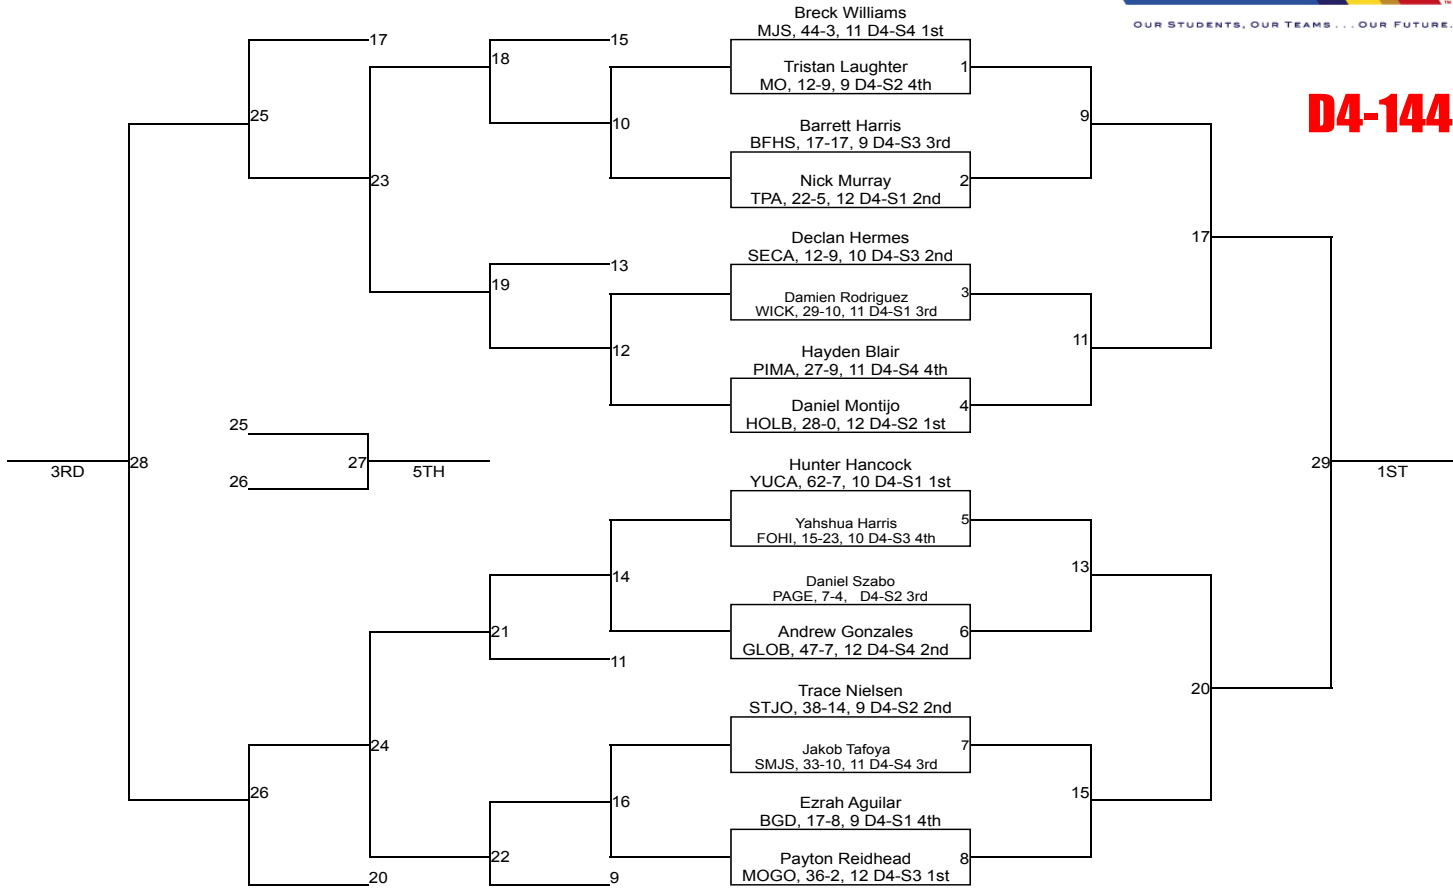 OUR STUDENTS, OUR TEAMS . . . OUR FUTURE.
D4-144
Breck Williams
MJS, 44-3, 11 D4-S4 1st
Tristan Laughter
MO, 12-9, 9 D4-S2 4th
1
Barrett Harris
BFHS, 17-17, 9 D4-S3 3rd
Nick Murray
TPA, 22-5, 12 D4-S1 2nd
2
Declan Hermes
SECA, 12-9, 10 D4-S3 2nd
Damien Rodriguez
WICK, 29-10, 11 D4-S1 3rd
3
Hayden Blair
PIMA, 27-9, 11 D4-S4 4th
Daniel Montijo
HOLB, 28-0, 12 D4-S2 1st
4
Hunter Hancock
YUCA, 62-7, 10 D4-S1 1st
Yahshua Harris
FOHI, 15-23, 10 D4-S3 4th
5
Daniel Szabo
PAGE, 7-4, D4-S2 3rd
Andrew Gonzales
GLOB, 47-7, 12 D4-S4 2nd
6
Trace Nielsen
STJO, 38-14, 9 D4-S2 2nd
Jakob Tafoya
SMJS, 33-10, 11 D4-S4 3rd
7
Ezrah Aguilar
BGD, 17-8, 9 D4-S1 4th
Payton Reidhead
MOGO, 36-2, 12 D4-S3 1st
8
9
11
13
15
17
20
29
1ST
15
10
18
13
12
19
17
23
25
14
11
21
16
9
22
24
20
26
28
3RD
25
26
27
5TH